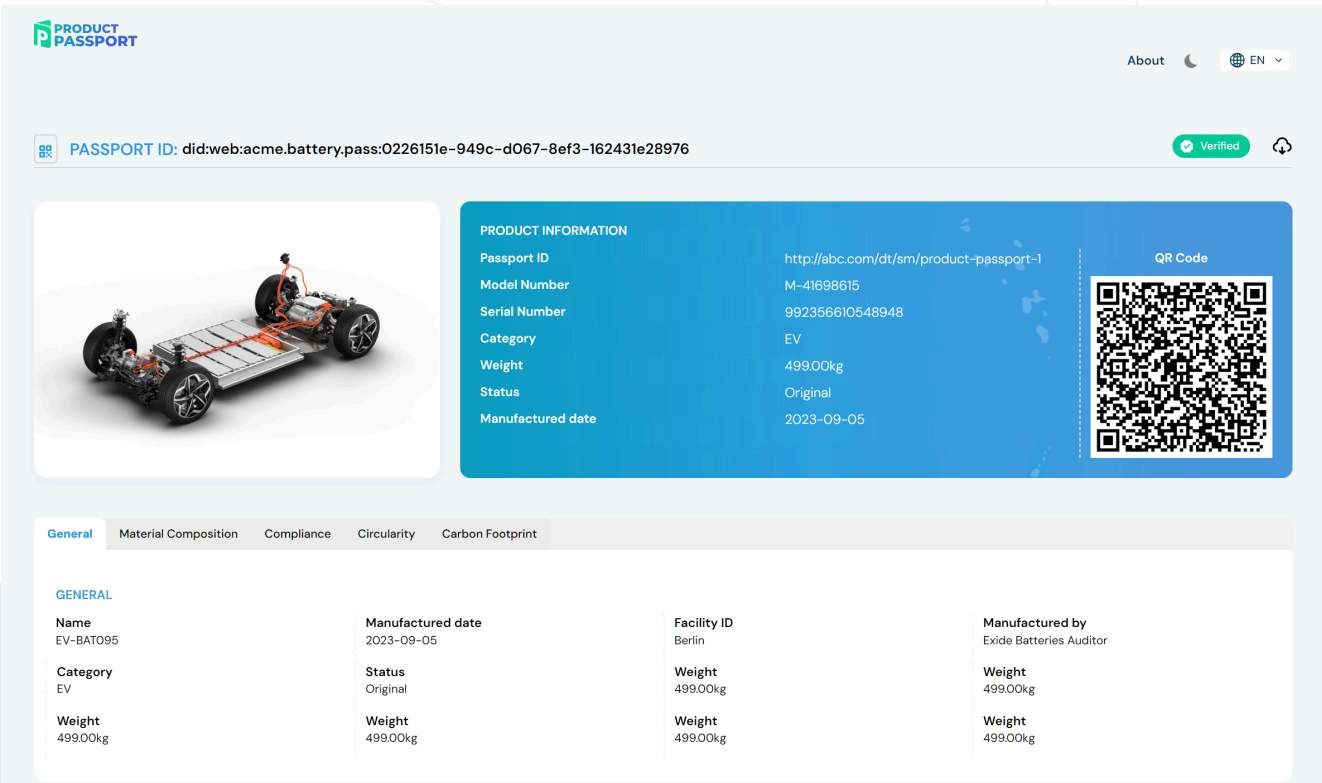 PRODUCT
PASSPORT
About
EN
PASSPORT ID: did:web:acme.battery.pass:0226151e-949c-d067-8ef3-162431e28976
Verified
PRODUCT INFORMATION
Passport ID http://abc.com/dt/sm/product-passport-1
Model Number M-41698615
Serial Number 992356610548948
Category EV
Weight 499.00kg
Status Original
Manufactured date 2023-09-05
QR Code
General Material Composition Compliance Circularity Carbon Footprint
GENERAL
Name Manufactured date Facility ID Manufactured by
EV-BAT095 2023-09-05 Berlin Exide Batteries Auditor
Category Status Weight Weight
EV Original 499.00kg 499.00kg
Weight Weight Weight Weight
499.00kg 499.00kg 499.00kg 499.00kg